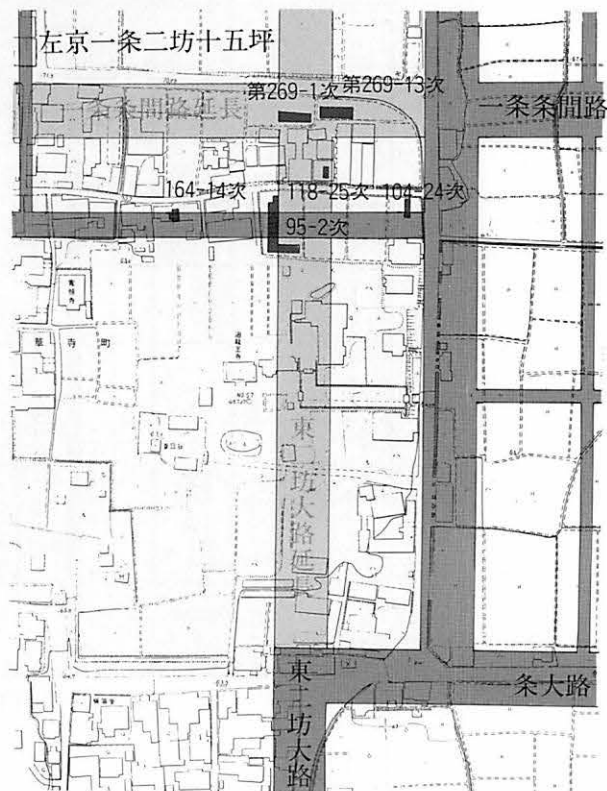 左京一条二坊十五坪
第269-1次
第269-13次
一条条間路延長
一条条間路
164-14次
118-25次
104-24次
95-2次
東二坊大路延長
一条大路
東二坊大路